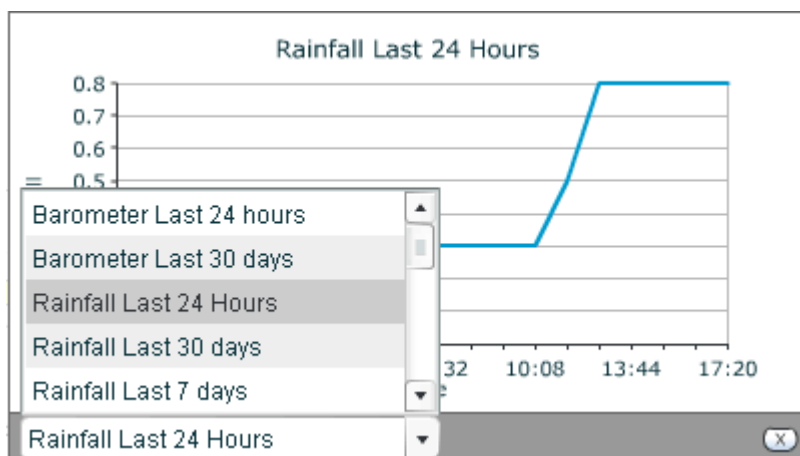 Rainfall Last 24 Hours
0.8
0.7
0.6
0.5
Barometer Last 24 hours
Barometer Last 30 days
Rainfall Last 24 Hours
Rainfall Last 30 days
Rainfall Last 7 days
32 10:08 13:44 17:20
Rainfall Last 24 Hours
X